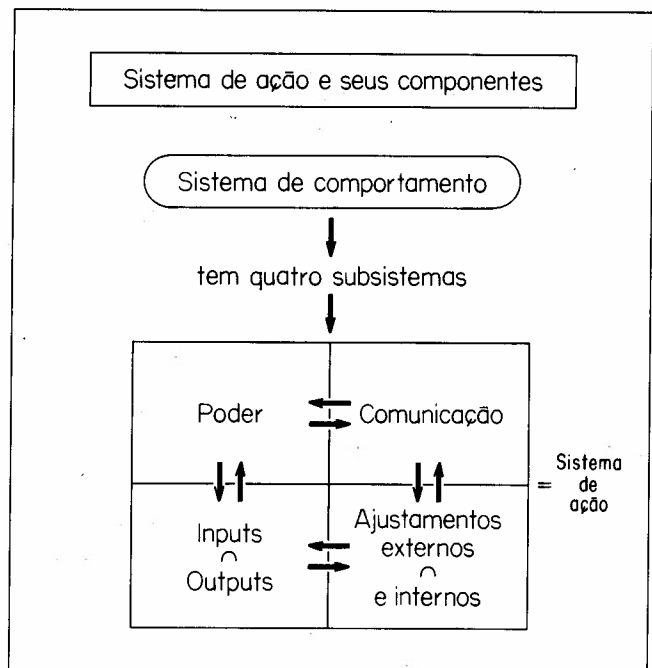 Sistema de ação e seus componentes
Sistema de comportamento
tem quatro subsistemas
Poder
Comunicação
Inputs
∩
Outputs
Ajustamentos
externos
∩
e internos
= Sistema
de
ação